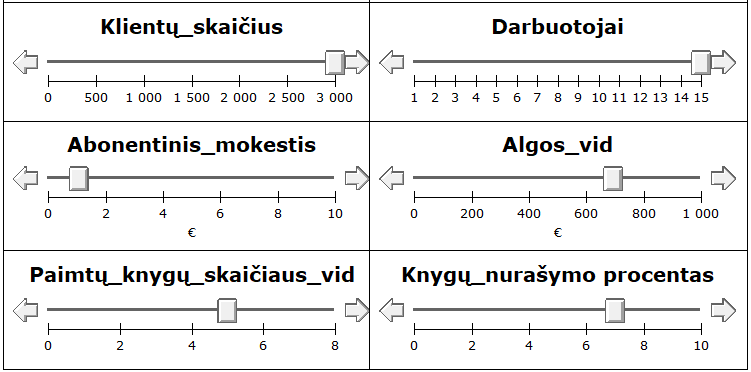 Klientų_skaičius
0 500 1 000 1 500 2 000 2 500 3 000
Darbuotojai
1 2 3 4 5 6 7 8 9 10 11 12 13 14 15
Abonentinis_mokestis
0 2 4 6 8 10
€
Algos_vid
0 200 400 600 800 1 000
€
Paimtų_knygų_skaičiaus_vid
0 2 4 6 8
Knygų_nurašymo procentas
0 2 4 6 8 10